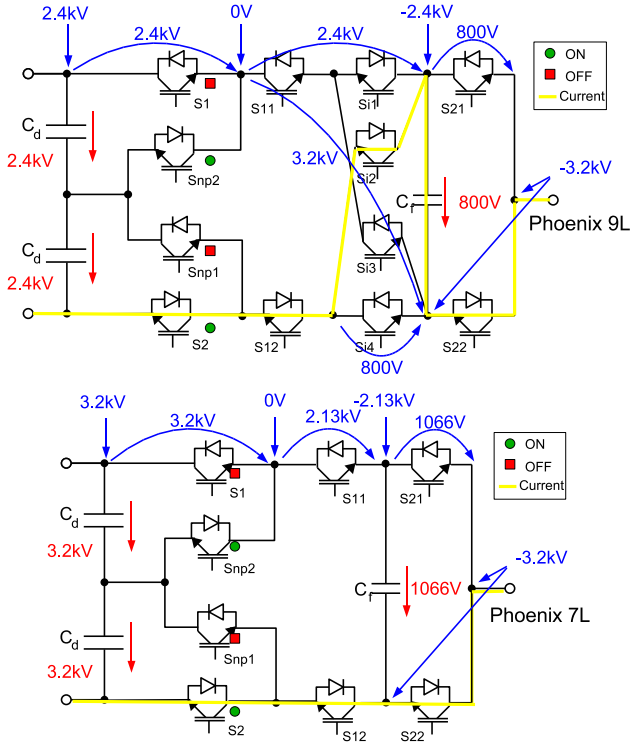 2.4kV
0V
-2.4kV
2.4kV
2.4kV
800V
ON
OFF
Current
S1
S11
Si1
S21
Cd
2.4kV
Snp2
Si2
3.2kV
-3.2kV
Cf
800V
Phoenix 9L
Cd
2.4kV
Snp1
Si3
S2
S12
Si4
S22
800V
3.2kV
0V
-2.13kV
3.2kV
2.13kV
1066V
ON
OFF
Current
S1
S11
S21
Cd
3.2kV
Snp2
-3.2kV
Cf
1066V
Phoenix 7L
Cd
3.2kV
Snp1
S2
S12
S22